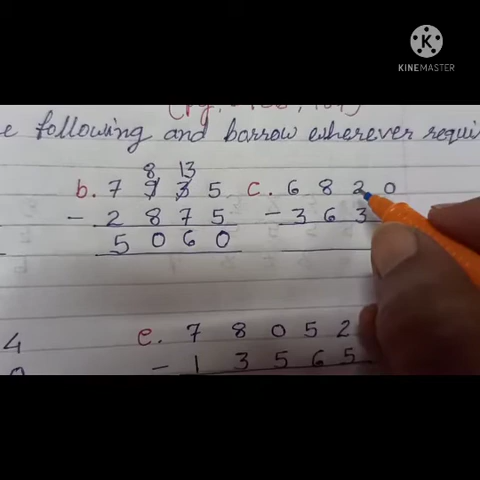 K
KINEMASTER
e following and borrow wherever requi
8 13
b. 7 9 3 5 c. 6 8 2 0
- 2 8 7 5 - 3 6 3
5 0 6 0
4 e. 7 8 0 5 2
- 1 3 5 6 5